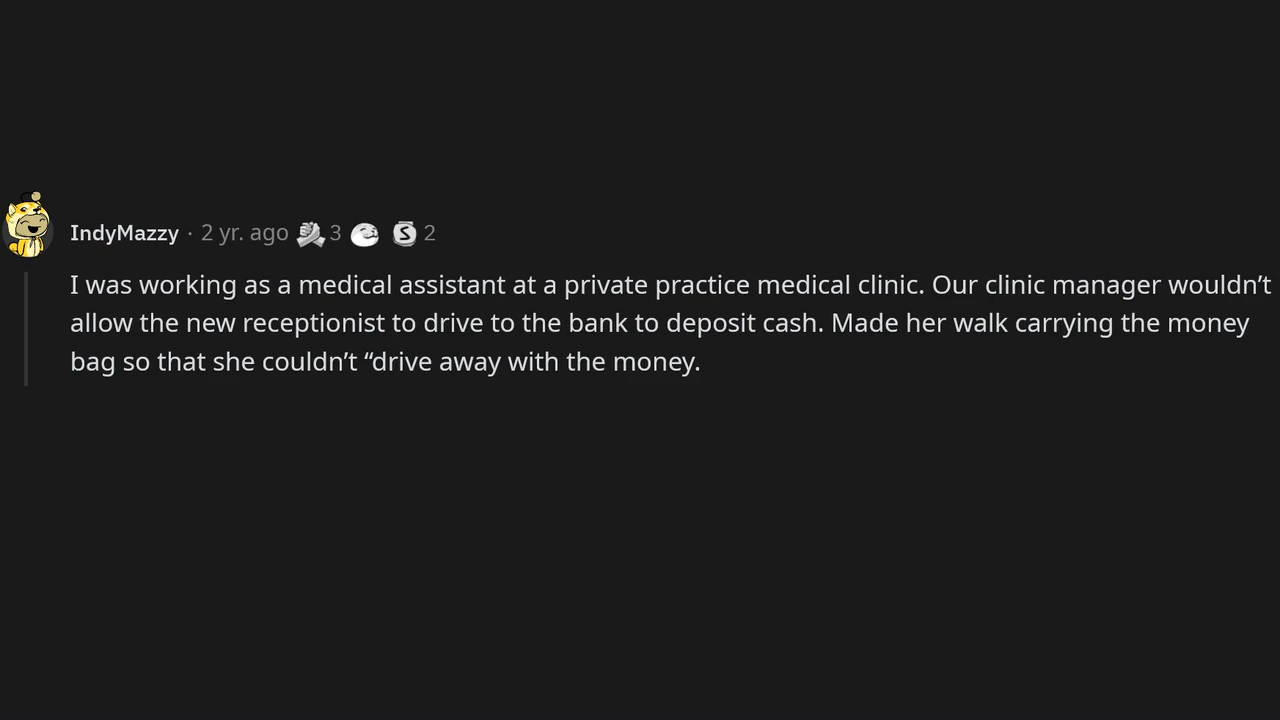 IndyMazzy · 2 yr. ago 3 S 2
I was working as a medical assistant at a private practice medical clinic. Our clinic manager wouldn’t
allow the new receptionist to drive to the bank to deposit cash. Made her walk carrying the money
bag so that she couldn’t “drive away with the money.